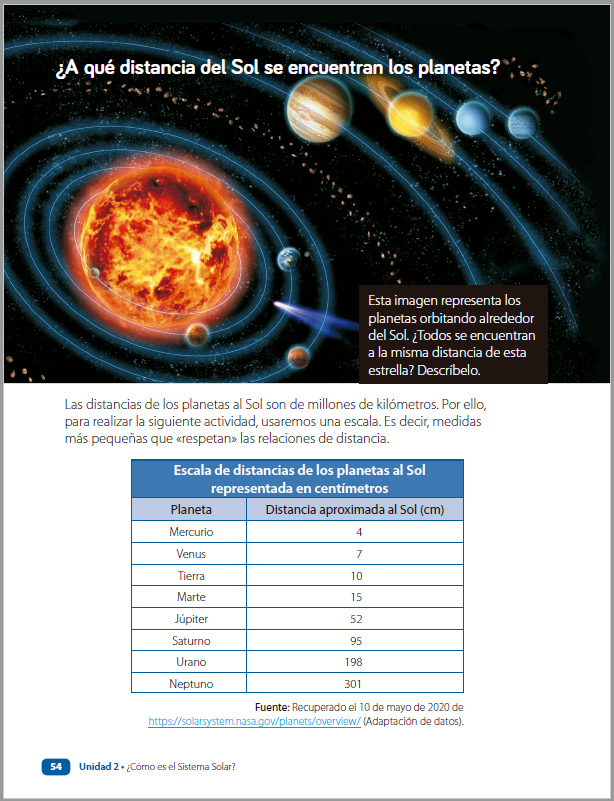 ¿A qué distancia del Sol se encuentran los planetas?
Esta imagen representa los
planetas orbitando alrededor
del Sol. ¿Todos se encuentran
a la misma distancia de esta
estrella? Descríbelo.
Las distancias de los planetas al Sol son de millones de kilómetros. Por ello,
para realizar la siguiente actividad, usaremos una escala. Es decir, medidas
más pequeñas que «respetan» las relaciones de distancia.
Escala de distancias de los planetas al Sol
representada en centímetros
Planeta Distancia aproximada al Sol (cm)
Mercurio 4
Venus 7
Tierra 10
Marte 15
Júpiter 52
Saturno 95
Urano 198
Neptuno 301
Fuente: Recuperado el 10 de mayo de 2020 de
https://solarsystem.nasa.gov/planets/overview/ (Adaptación de datos).
54 Unidad 2 • ¿Cómo es el Sistema Solar?